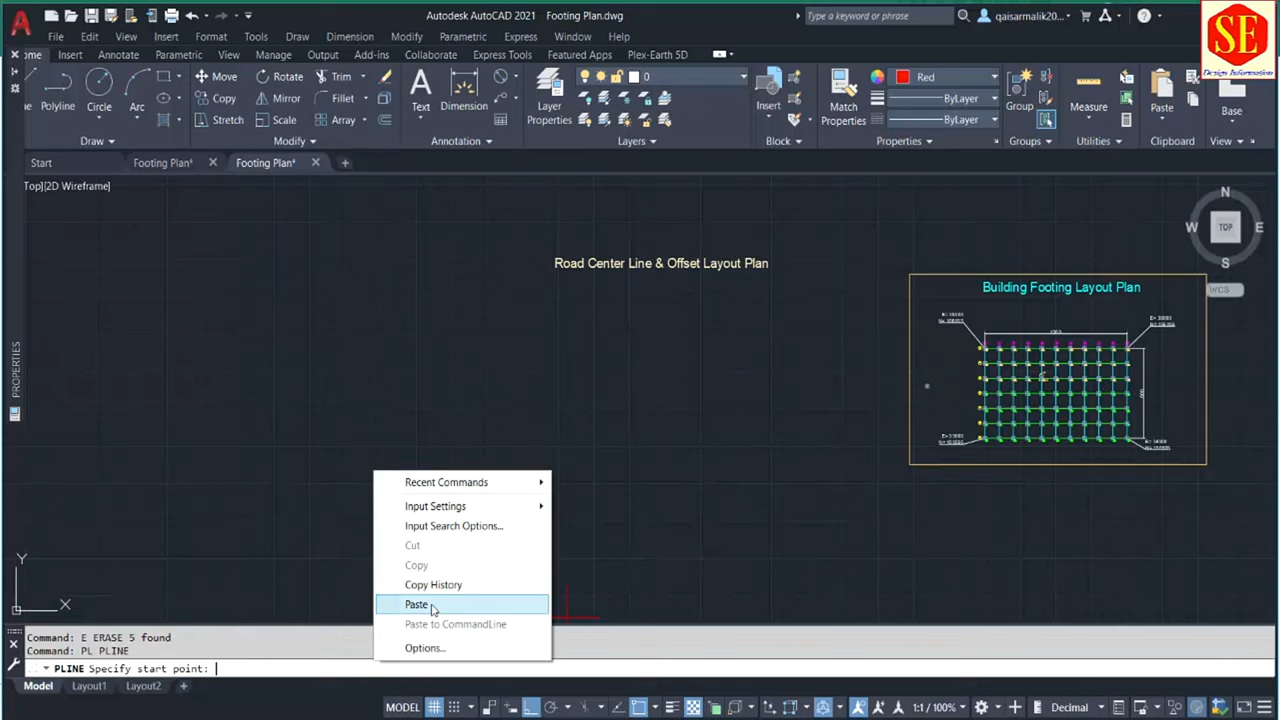 Autodesk AutoCAD 2021 Footing Plan.dwg
Type a keyword or phrase
qaisarmalik20...
File Edit View Insert Format Tools Draw Dimension Modify Parametric Express Window Help
ome Insert Annotate Parametric View Manage Output Add-ins Collaborate Express Tools Featured Apps Plex-Earth 5D
SE
Design Information
Polyline Circle Arc
Move Rotate Trim
Copy Mirror Fillet
Stretch Scale Array
Text Dimension
Layer Properties
0
Insert
Match Properties
Red
ByLayer
ByLayer
Group
Measure
Paste
Base
Draw Modify Annotation Layers Block Properties Groups Utilities Clipboard View
Start Footing Plan* Footing Plan*
Top][2D Wireframe]
N
W TOP E
S
WCS
Road Center Line & Offset Layout Plan
Building Footing Layout Plan
PROPERTIES
Recent Commands
Input Settings
Input Search Options...
Cut
Copy
Copy History
Paste
Paste to CommandLine
Options...
Y
X
Command: E ERASE 5 found
Command: PL PLINE
PLINE Specify start point:
Model Layout1 Layout2
MODEL 1:1 / 100% Decimal